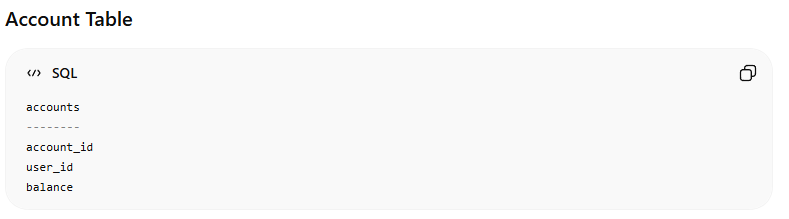 Account Table
SQL
accounts
--------
account_id
user_id
balance